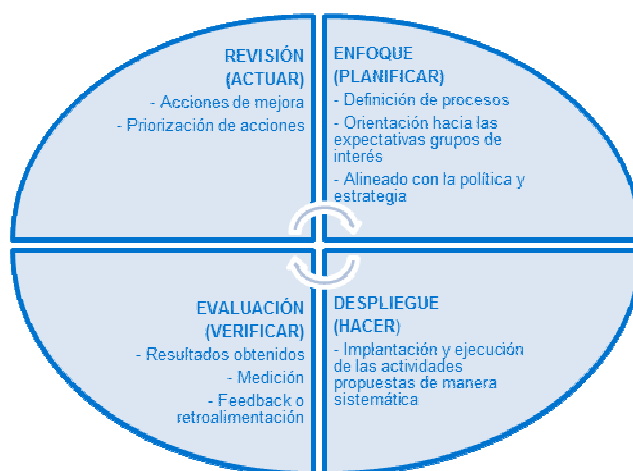 REVISIÓN
(ACTUAR)
- Acciones de mejora
- Priorización de acciones
ENFOQUE
(PLANIFICAR)
- Definición de procesos
- Orientación hacia las
expectativas grupos de
interés
- Alineado con la política y
estrategia
EVALUACIÓN
(VERIFICAR)
- Resultados obtenidos
- Medición
- Feedback o
retroalimentación
DESPLIEGUE
(HACER)
- Implantación y ejecución
de las actividades
propuestas de manera
sistemática